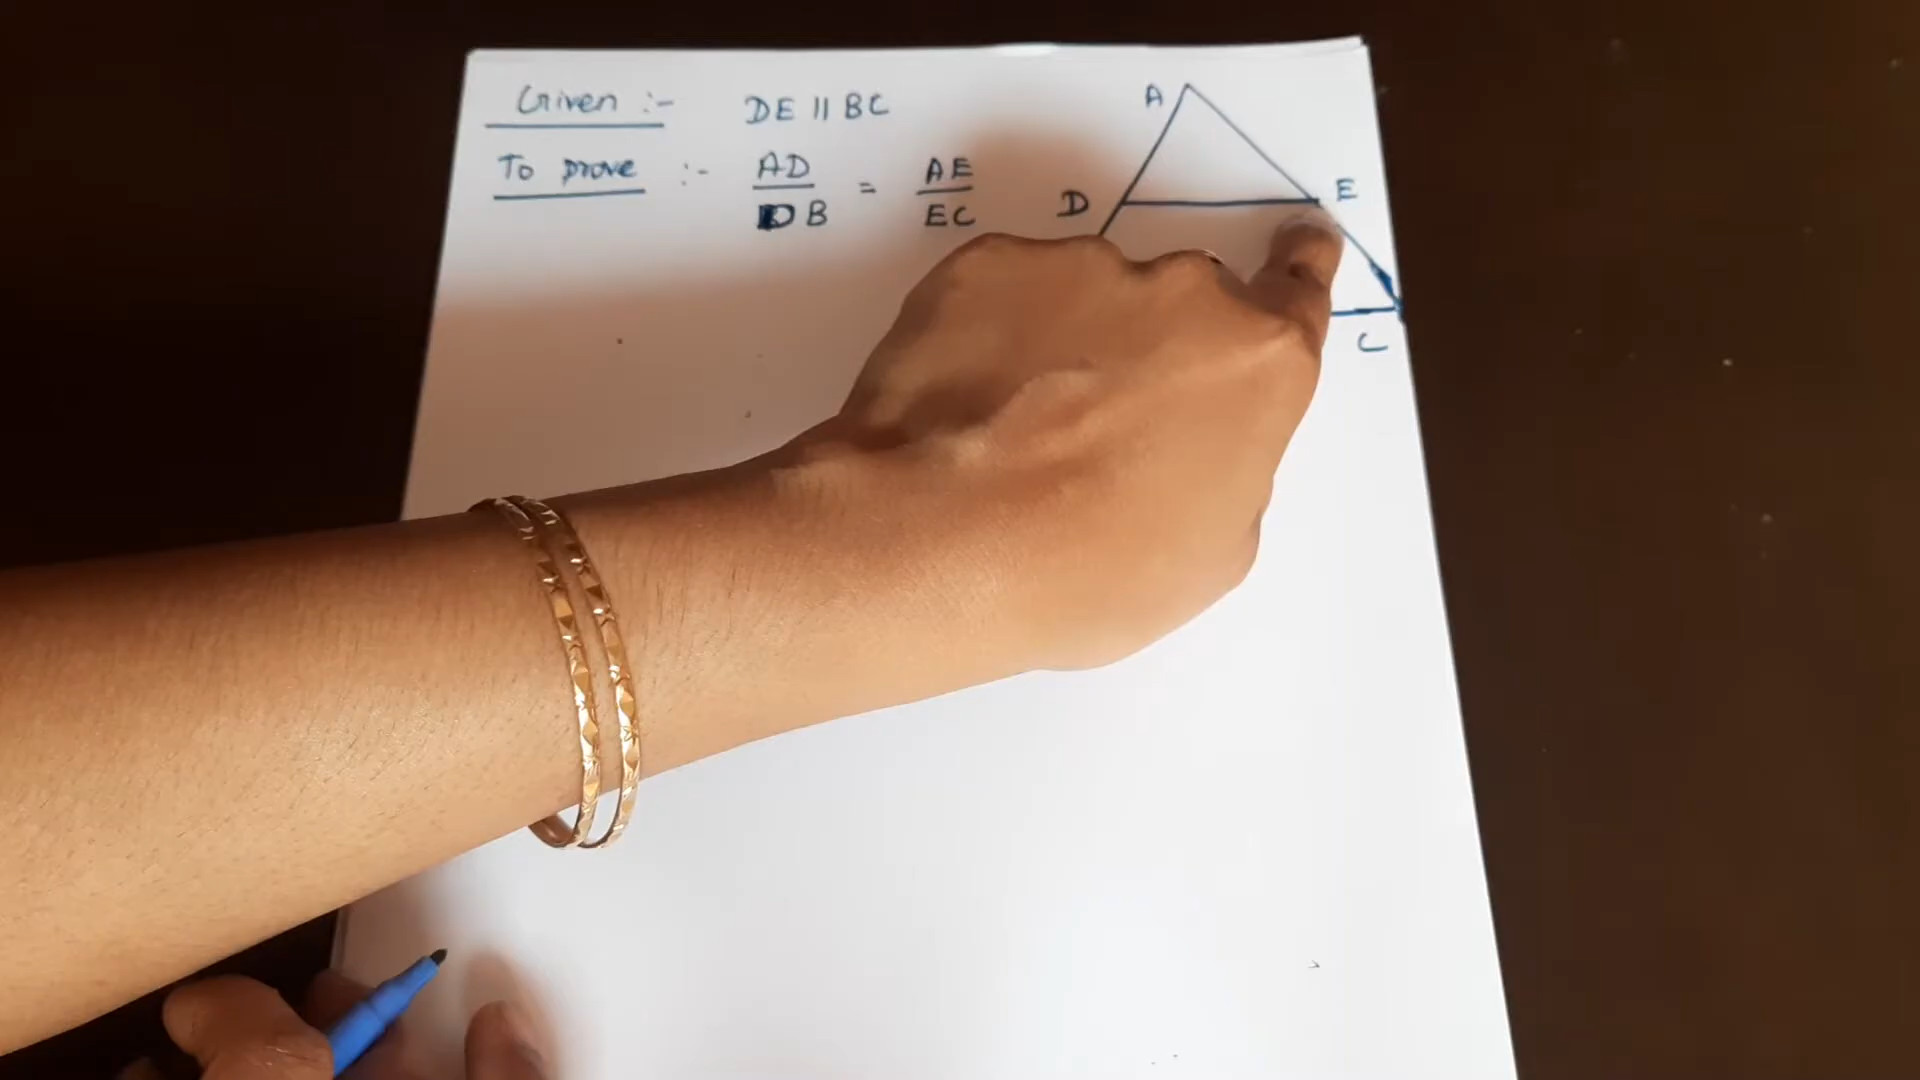 Given :- DE || BC
To prove :- AD/DB = AE/EC
A
D E
C